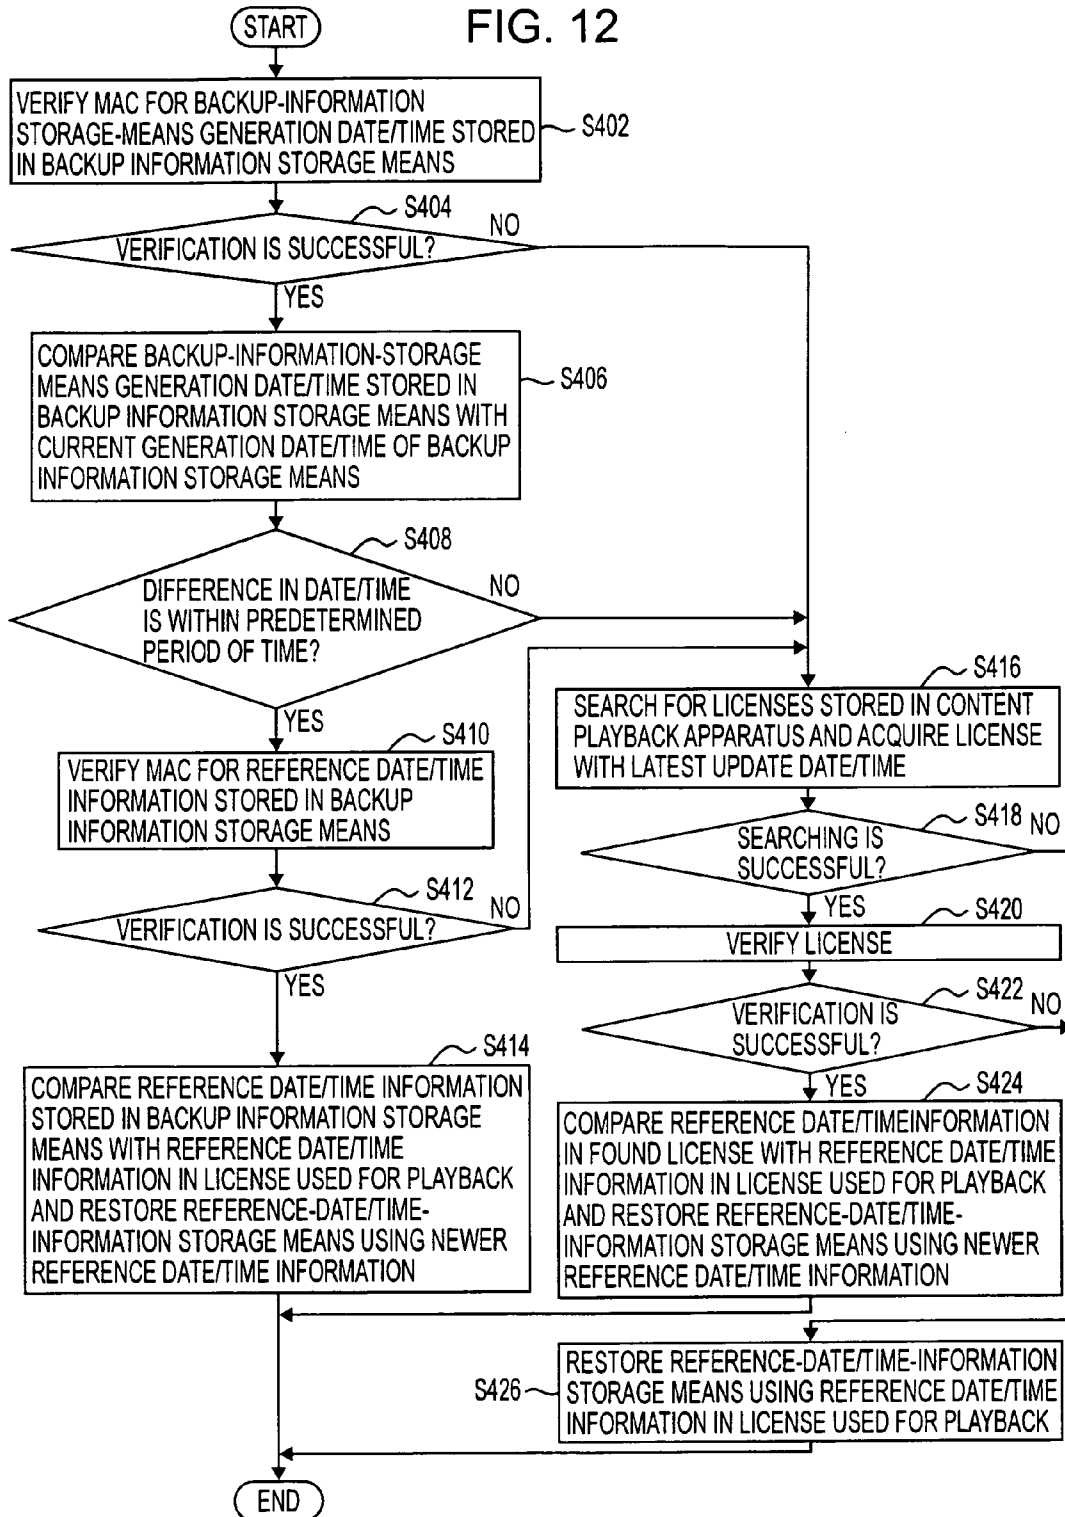 FIG. 12
START
VERIFY MAC FOR BACKUP-INFORMATION
STORAGE-MEANS GENERATION DATE/TIME STORED
IN BACKUP INFORMATION STORAGE MEANS
S402
S404
VERIFICATION IS SUCCESSFUL?
NO
YES
COMPARE BACKUP-INFORMATION-STORAGE
MEANS GENERATION DATE/TIME STORED IN
BACKUP INFORMATION STORAGE MEANS WITH
CURRENT GENERATION DATE/TIME OF BACKUP
INFORMATION STORAGE MEANS
S406
S408
DIFFERENCE IN DATE/TIME
IS WITHIN PREDETERMINED
PERIOD OF TIME?
NO
YES
S410
VERIFY MAC FOR REFERENCE DATE/TIME
INFORMATION STORED IN BACKUP
INFORMATION STORAGE MEANS
S412
VERIFICATION IS SUCCESSFUL?
NO
YES
S414
COMPARE REFERENCE DATE/TIME INFORMATION
STORED IN BACKUP INFORMATION STORAGE
MEANS WITH REFERENCE DATE/TIME
INFORMATION IN LICENSE USED FOR PLAYBACK
AND RESTORE REFERENCE-DATE/TIME-
INFORMATION STORAGE MEANS USING NEWER
REFERENCE DATE/TIME INFORMATION
S416
SEARCH FOR LICENSES STORED IN CONTENT
PLAYBACK APPARATUS AND ACQUIRE LICENSE
WITH LATEST UPDATE DATE/TIME
S418
SEARCHING IS
SUCCESSFUL?
NO
YES
S420
VERIFY LICENSE
S422
VERIFICATION IS
SUCCESSFUL?
NO
YES
S424
COMPARE REFERENCE DATE/TIMEINFORMATION
IN FOUND LICENSE WITH REFERENCE DATE/TIME
INFORMATION IN LICENSE USED FOR PLAYBACK
AND RESTORE REFERENCE-DATE/TIME-
INFORMATION STORAGE MEANS USING NEWER
REFERENCE DATE/TIME INFORMATION
S426
RESTORE REFERENCE-DATE/TIME-INFORMATION
STORAGE MEANS USING REFERENCE DATE/TIME
INFORMATION IN LICENSE USED FOR PLAYBACK
END